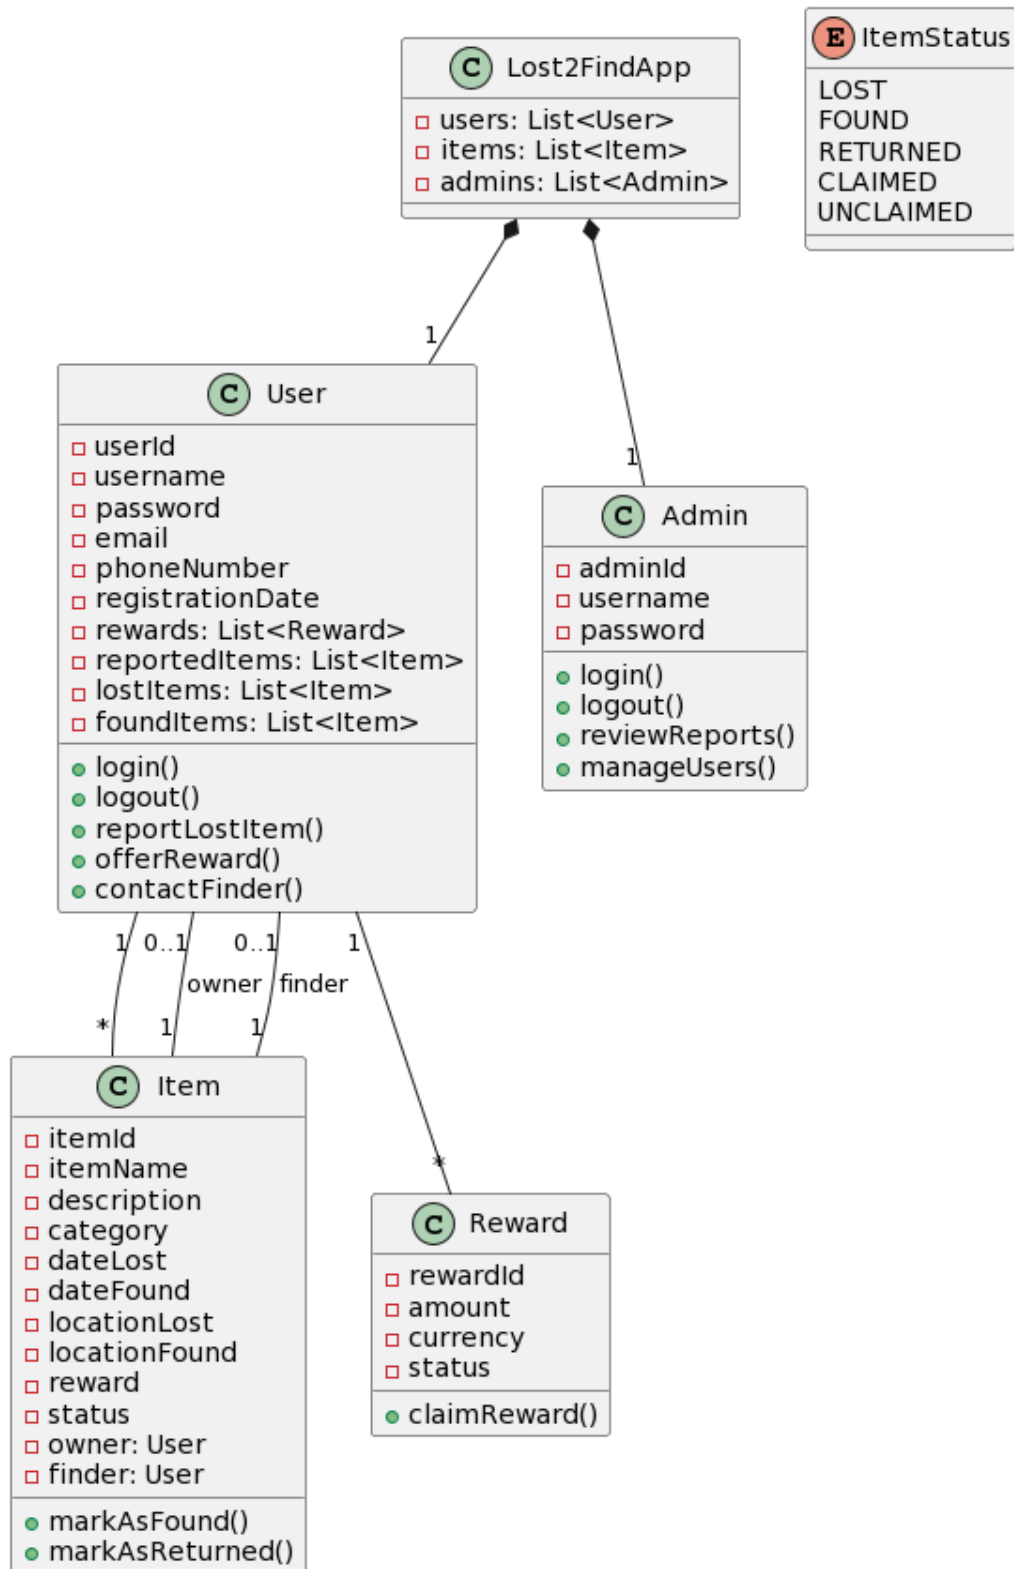 C Lost2FindApp
users: List<User>
items: List<Item>
admins: List<Admin>
E ItemStatus
LOST
FOUND
RETURNED
CLAIMED
UNCLAIMED
1
1
C User
userId
username
password
email
phoneNumber
registrationDate
rewards: List<Reward>
reportedItems: List<Item>
lostItems: List<Item>
foundItems: List<Item>
login()
logout()
reportLostItem()
offerReward()
contactFinder()
C Admin
adminId
username
password
login()
logout()
reviewReports()
manageUsers()
1 0..1 0..1 1
owner finder
* 1 1
*
C Item
itemId
itemName
description
category
dateLost
dateFound
locationLost
locationFound
reward
status
owner: User
finder: User
markAsFound()
markAsReturned()
C Reward
rewardId
amount
currency
status
claimReward()